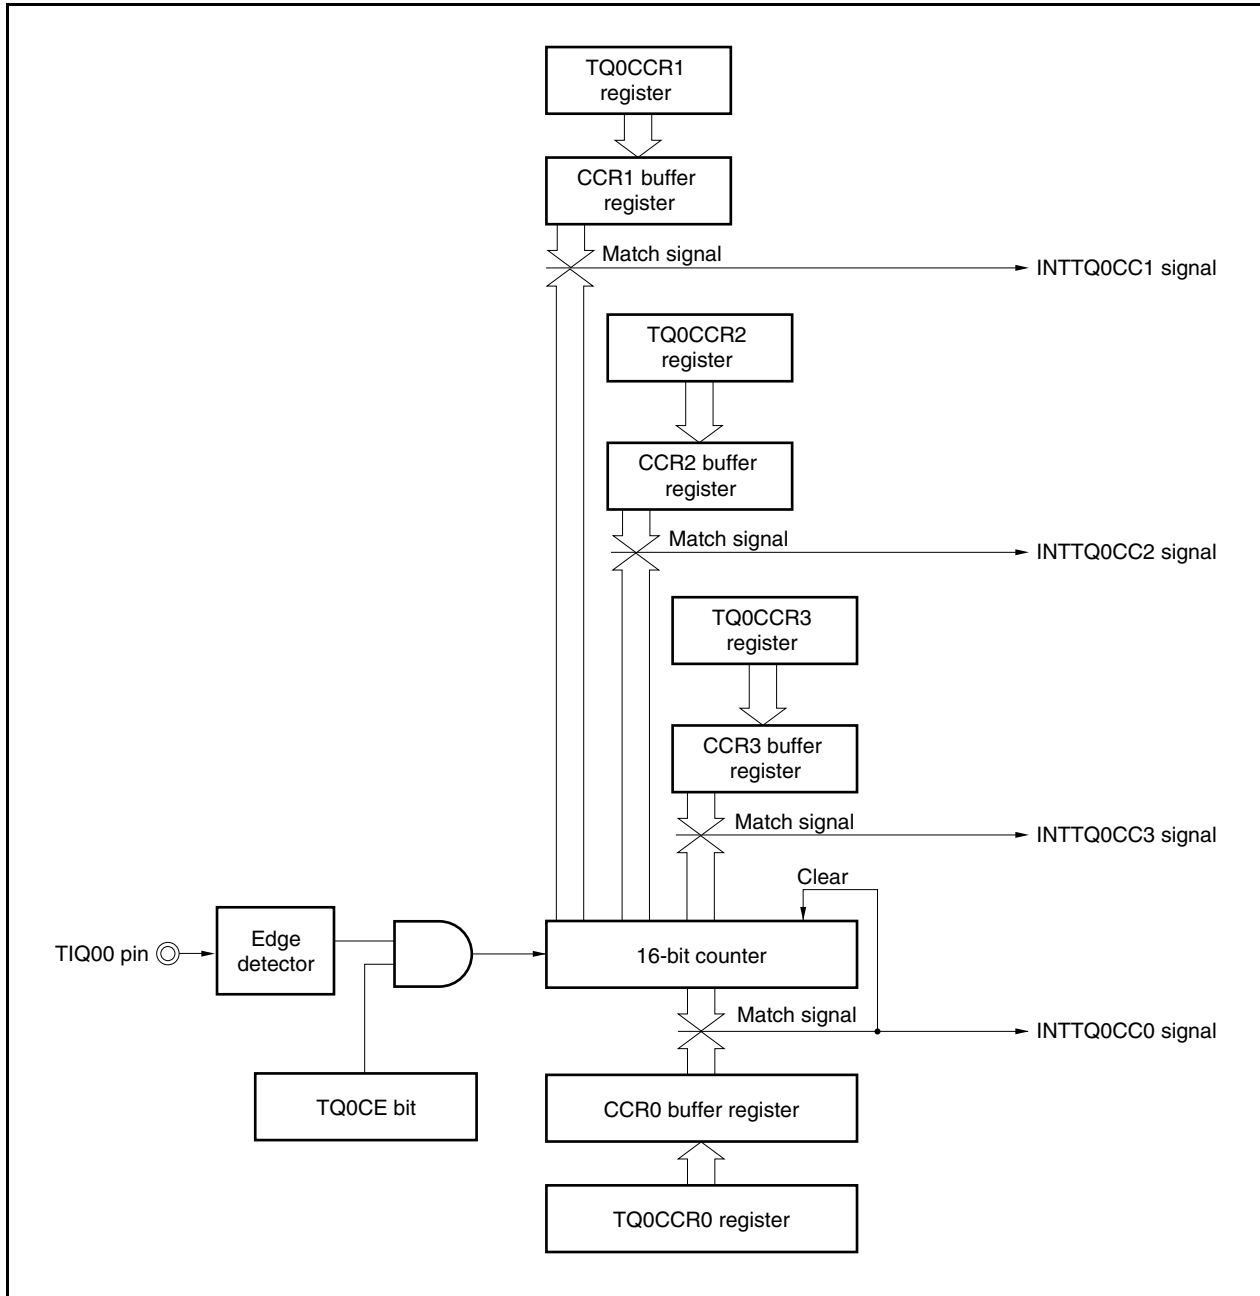 TQ0CCR1
register
CCR1 buffer
register
Match signal
INTTQ0CC1 signal
TQ0CCR2
register
CCR2 buffer
register
Match signal
INTTQ0CC2 signal
TQ0CCR3
register
CCR3 buffer
register
Match signal
INTTQ0CC3 signal
Clear
TIQ00 pin
Edge
detector
16-bit counter
Match signal
INTTQ0CC0 signal
TQ0CE bit
CCR0 buffer register
TQ0CCR0 register